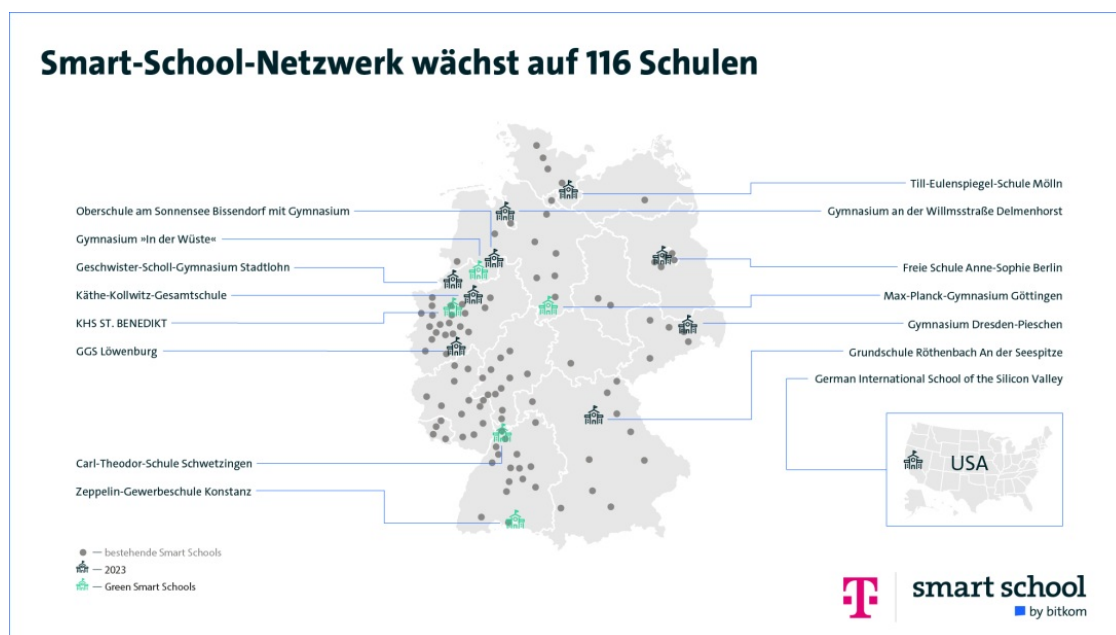 Smart-School-Netzwerk wächst auf 116 Schulen
Till-Eulenspiegel-Schule Mölln
Oberschule am Sonnensee Bissendorf mit Gymnasium
Gymnasium an der Willmsstraße Delmenhorst
Gymnasium »In der Wüste«
Geschwister-Scholl-Gymnasium Stadtlohn
Freie Schule Anne-Sophie Berlin
Käthe-Kollwitz-Gesamtschule
Max-Planck-Gymnasium Göttingen
KHS ST. BENEDIKT
Gymnasium Dresden-Pieschen
GGS Löwenburg
Grundschule Röthenbach An der Seespitze
German International School of the Silicon Valley
USA
Carl-Theodor-Schule Schwetzingen
Zeppelin-Gewerbeschule Konstanz
— bestehende Smart Schools
— 2023
— Green Smart Schools
T
smart school
by bitkom